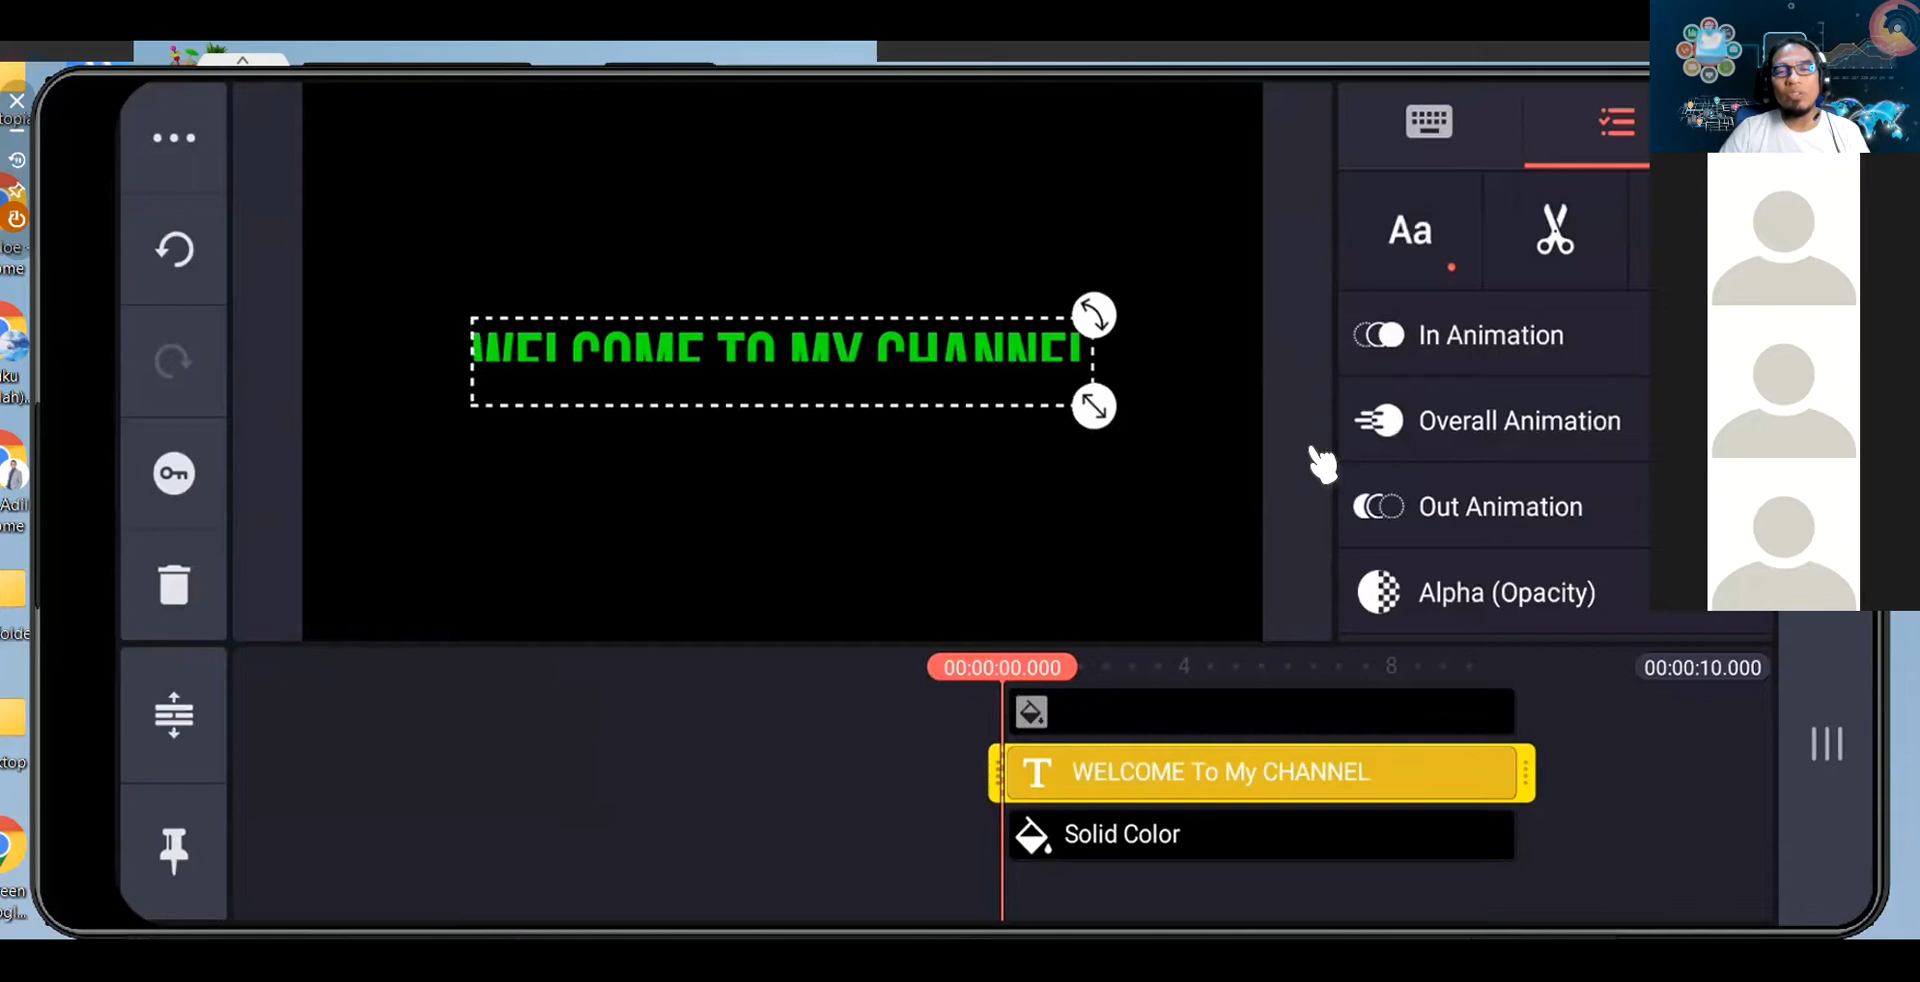 WELCOME TO MY CHANNEL
Aa
In Animation
Overall Animation
Out Animation
Alpha (Opacity)
00:00:00.000
4
8
00:00:10.000
T WELCOME To My CHANNEL
Solid Color